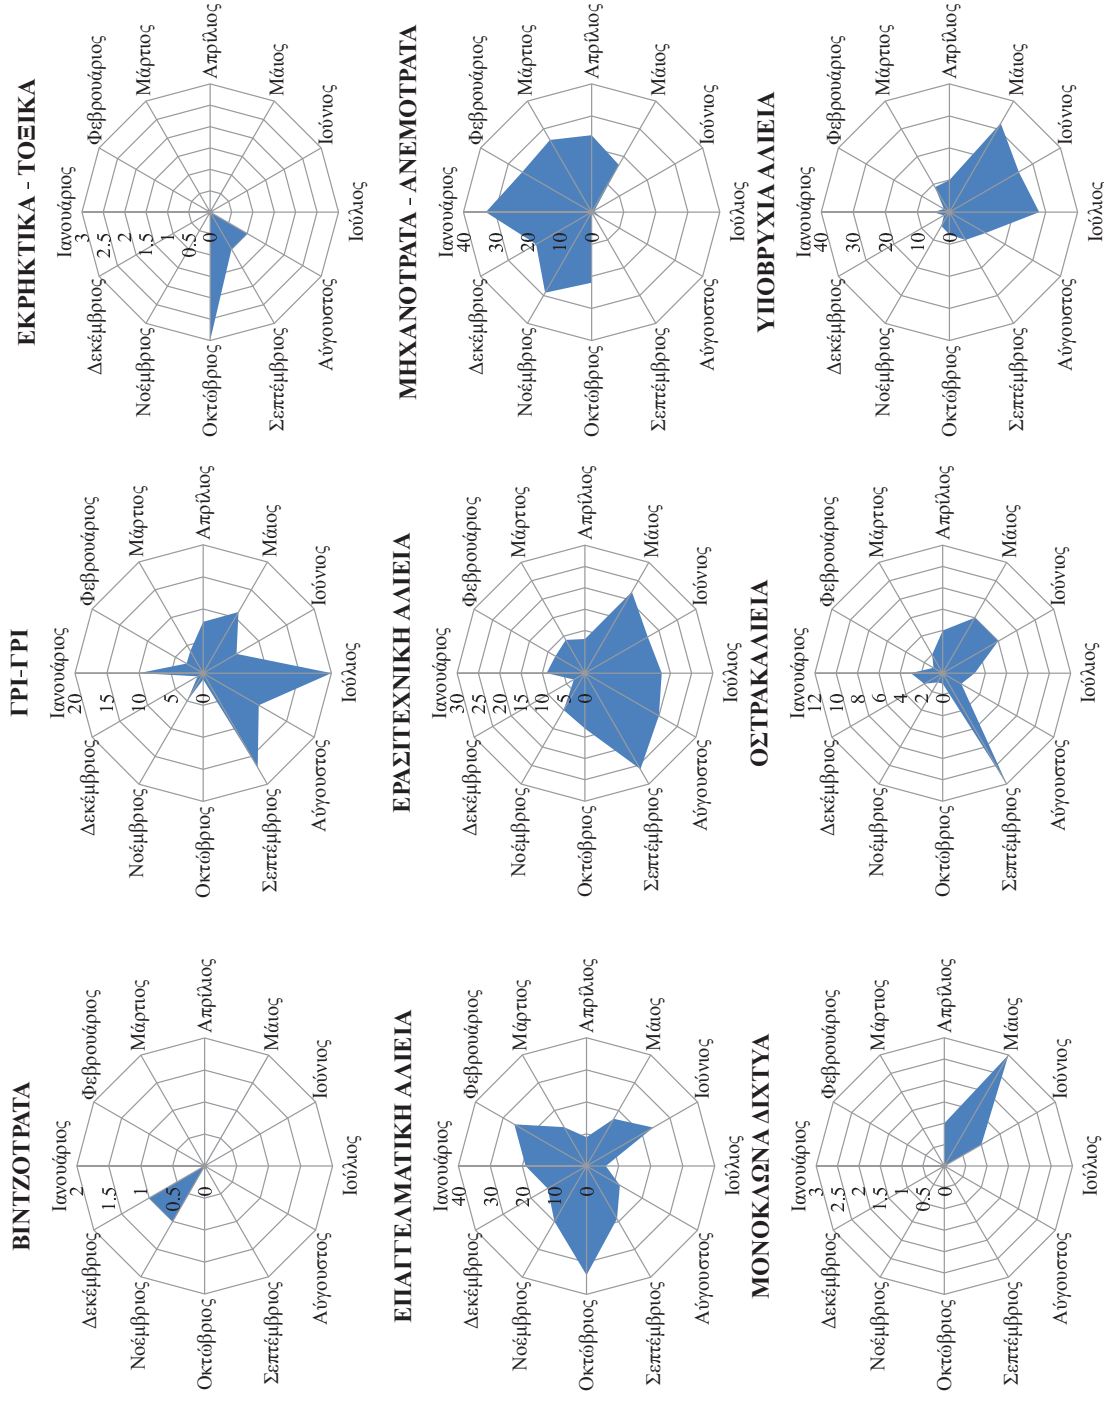 ΒΙΝΤΖΟΤΡΑΤΑ
Ιανουάριος
Φεβρουάριος
Μάρτιος
Απρίλιος
Μάιος
Ιούνιος
Ιούλιος
Αύγουστος
Σεπτέμβριος
Οκτώβριος
Νοέμβριος
Δεκέμβριος
2
1.5
1
0.5
0
ΓΡΙ-ΓΡΙ
Ιανουάριος
Φεβρουάριος
Μάρτιος
Απρίλιος
Μάιος
Ιούνιος
Ιούλιος
Αύγουστος
Σεπτέμβριος
Οκτώβριος
Νοέμβριος
Δεκέμβριος
20
15
10
5
0
ΕΚΡΗΚΤΙΚΑ - ΤΟΞΙΚΑ
Ιανουάριος
Φεβρουάριος
Μάρτιος
Απρίλιος
Μάιος
Ιούνιος
Ιούλιος
Αύγουστος
Σεπτέμβριος
Οκτώβριος
Νοέμβριος
Δεκέμβριος
3
2.5
2
1.5
1
0.5
0
ΕΠΑΓΓΕΛΜΑΤΙΚΗ ΑΛΙΕΙΑ
Ιανουάριος
Φεβρουάριος
Μάρτιος
Απρίλιος
Μάιος
Ιούνιος
Ιούλιος
Αύγουστος
Σεπτέμβριος
Οκτώβριος
Νοέμβριος
Δεκέμβριος
40
30
20
10
0
ΕΡΑΣΙΤΕΧΝΙΚΗ ΑΛΙΕΙΑ
Ιανουάριος
Φεβρουάριος
Μάρτιος
Απρίλιος
Μάιος
Ιούνιος
Ιούλιος
Αύγουστος
Σεπτέμβριος
Οκτώβριος
Νοέμβριος
Δεκέμβριος
30
25
20
15
10
5
0
ΜΗΧΑΝΟΤΡΑΤΑ - ΑΝΕΜΟΤΡΑΤΑ
Ιανουάριος
Φεβρουάριος
Μάρτιος
Απρίλιος
Μάιος
Ιούνιος
Ιούλιος
Αύγουστος
Σεπτέμβριος
Οκτώβριος
Νοέμβριος
Δεκέμβριος
40
30
20
10
0
ΜΟΝΟΚΛΩΝΑ ΔΙΧΤΥΑ
Ιανουάριος
Φεβρουάριος
Μάρτιος
Απρίλιος
Μάιος
Ιούνιος
Ιούλιος
Αύγουστος
Σεπτέμβριος
Οκτώβριος
Νοέμβριος
Δεκέμβριος
3
2.5
2
1.5
1
0.5
0
ΟΣΤΡΑΚΑΛΙΕΙΑ
Ιανουάριος
Φεβρουάριος
Μάρτιος
Απρίλιος
Μάιος
Ιούνιος
Ιούλιος
Αύγουστος
Σεπτέμβριος
Οκτώβριος
Νοέμβριος
Δεκέμβριος
12
10
8
6
4
2
0
ΥΠΟΒΡΥΧΙΑ ΑΛΙΕΙΑ
Ιανουάριος
Φεβρουάριος
Μάρτιος
Απρίλιος
Μάιος
Ιούνιος
Ιούλιος
Αύγουστος
Σεπτέμβριος
Οκτώβριος
Νοέμβριος
Δεκέμβριος
40
30
20
10
0